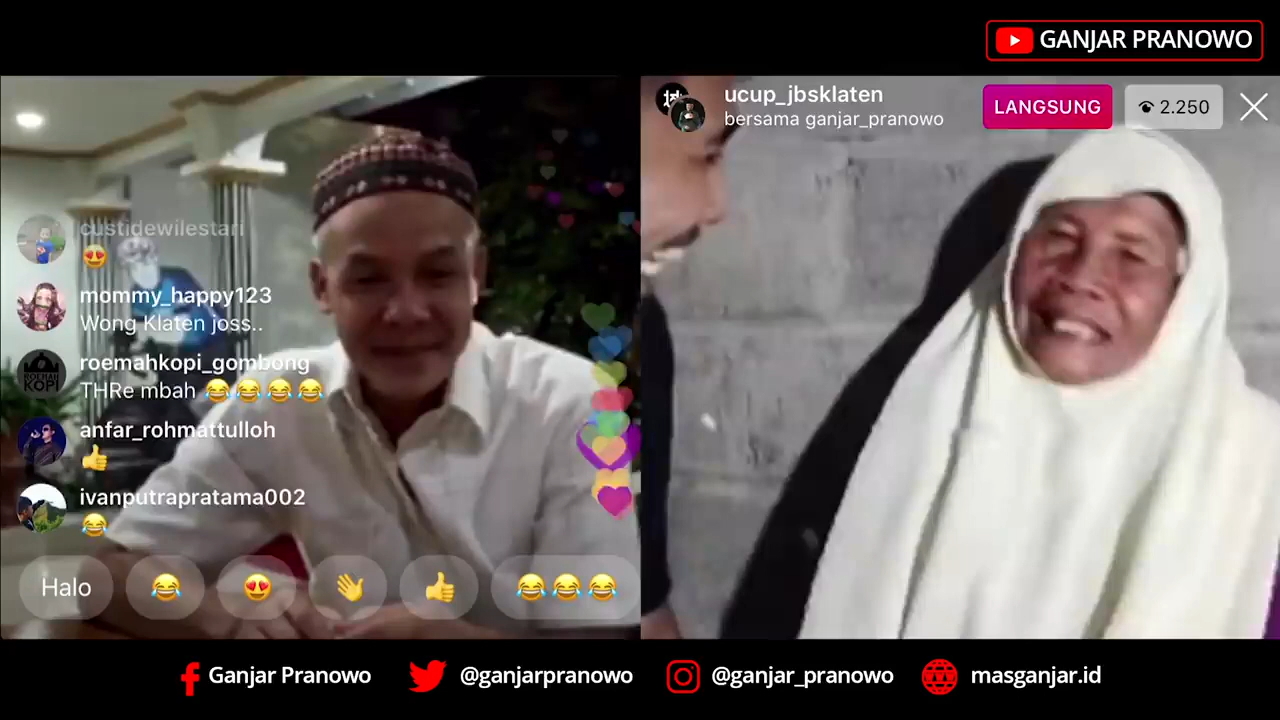 GANJAR PRANOWO
ucup_jbsklaten
bersama ganjar_pranowo
LANGSUNG
2.250
custidewilestari
😍
mommy_happy123
Wong Klaten joss..
roemahkopi_gombong
THRe mbah 😂😂😂😂
anfar_rohmattulloh
👍
ivanputrapratama002
😂
Halo 😂 😍 👋 👍 😂😂😂
Ganjar Pranowo
@ganjarpranowo
@ganjar_pranowo
masganjar.id